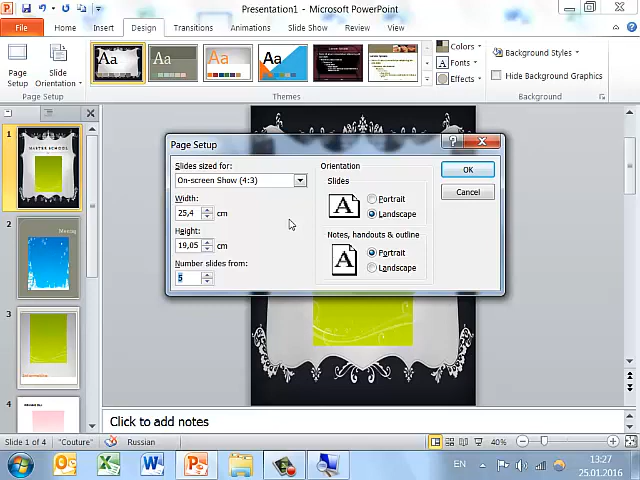 Presentation1 - Microsoft PowerPoint
File Home Insert Design Transitions Animations Slide Show Review View
Page Setup
Slide Orientation
Aa Aa Aa Aa
Colors
Fonts
Effects
Background Styles
Hide Background Graphics
Page Setup Themes Background
1
MASTER SCHOOL
2
3
4
Page Setup
Slides sized for:
On-screen Show (4:3)
Width:
25,4 cm
Height:
19,05 cm
Number slides from:
5
Orientation
Slides
A
Portrait
Landscape
Notes, handouts & outline
A
Portrait
Landscape
OK
Cancel
Click to add notes
Slide 1 of 4 "Couture" Russian 40%
EN 13:27
25.01.2016